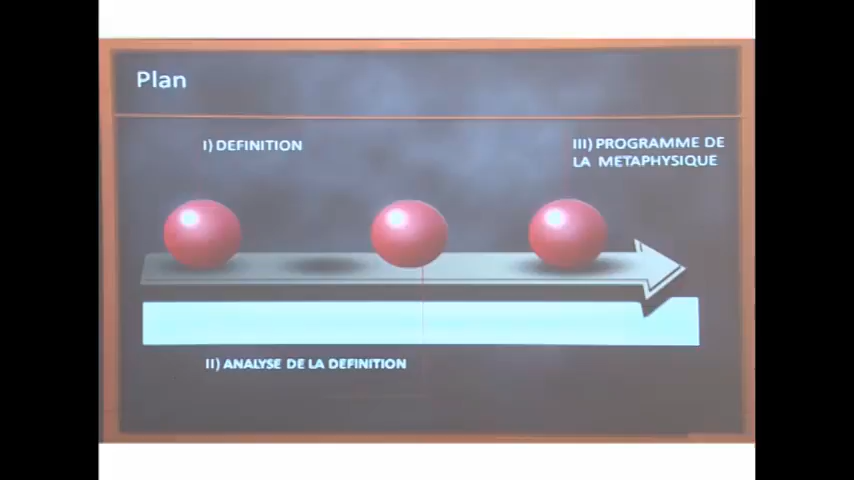 Plan
I) DEFINITION
III) PROGRAMME DE
LA METAPHYSIQUE
II) ANALYSE DE LA DEFINITION